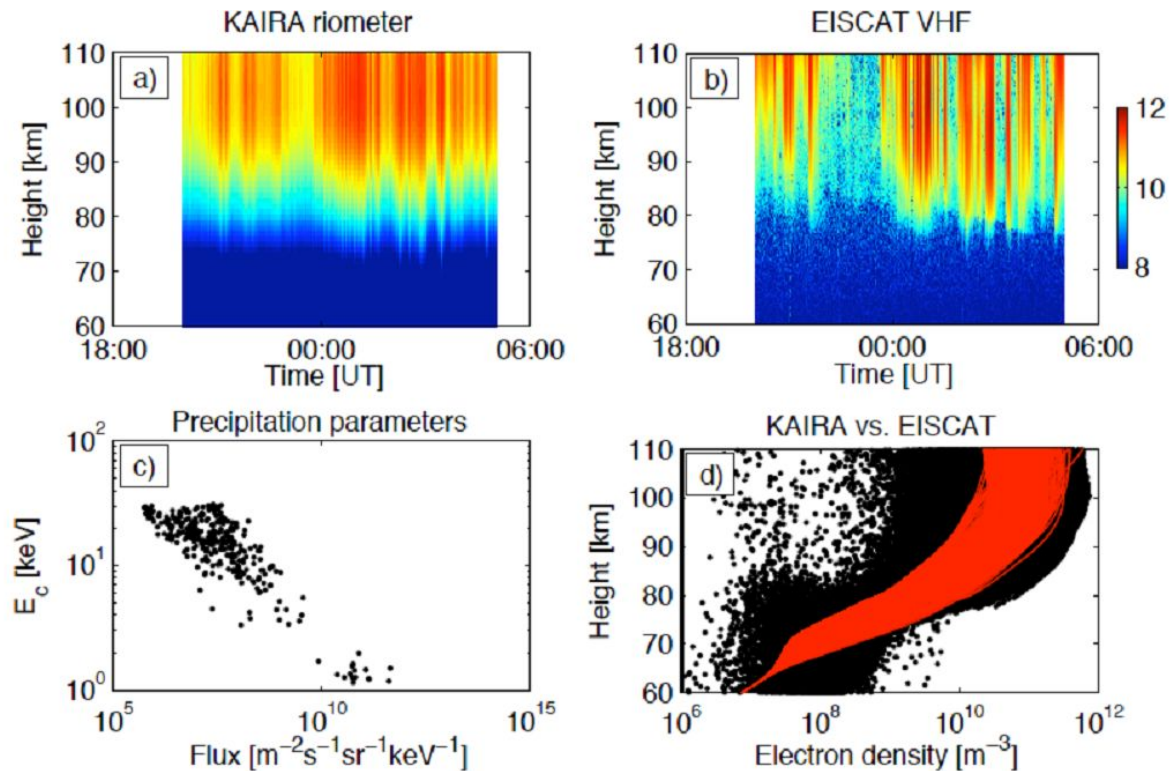 KAIRA riometer
EISCAT VHF
a)
b)
110
100
90
80
70
60
Height [km]
18:00 00:00 06:00
Time [UT]
110
100
90
80
70
60
Height [km]
18:00 00:00 06:00
Time [UT]
12
10
8
Precipitation parameters
KAIRA vs. EISCAT
c)
d)
10^2
10^1
10^0
E_c [keV]
10^5 10^10 10^15
Flux [m^−2s^−1sr^−1keV^−1]
110
100
90
80
70
60
Height [km]
10^6 10^8 10^10 10^12
Electron density [m^−3]